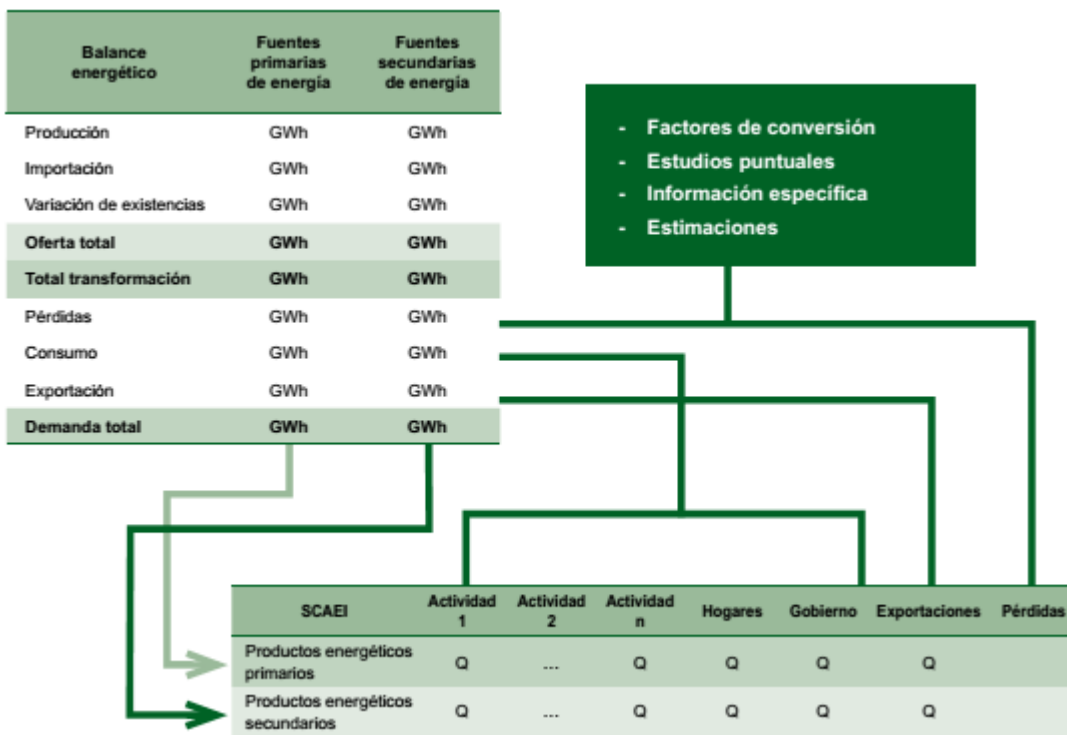 Balance energético Fuentes primarias de energía Fuentes secundarias de energía
Producción GWh GWh
Importación GWh GWh
Variación de existencias GWh GWh
Oferta total GWh GWh
Total transformación GWh GWh
Pérdidas GWh GWh
Consumo GWh GWh
Exportación GWh GWh
Demanda total GWh GWh
- Factores de conversión
- Estudios puntuales
- Información específica
- Estimaciones
SCAEI Actividad 1 Actividad 2 Actividad n Hogares Gobierno Exportaciones Pérdidas
Productos energéticos primarios Q ... Q Q Q Q
Productos energéticos secundarios Q ... Q Q Q Q